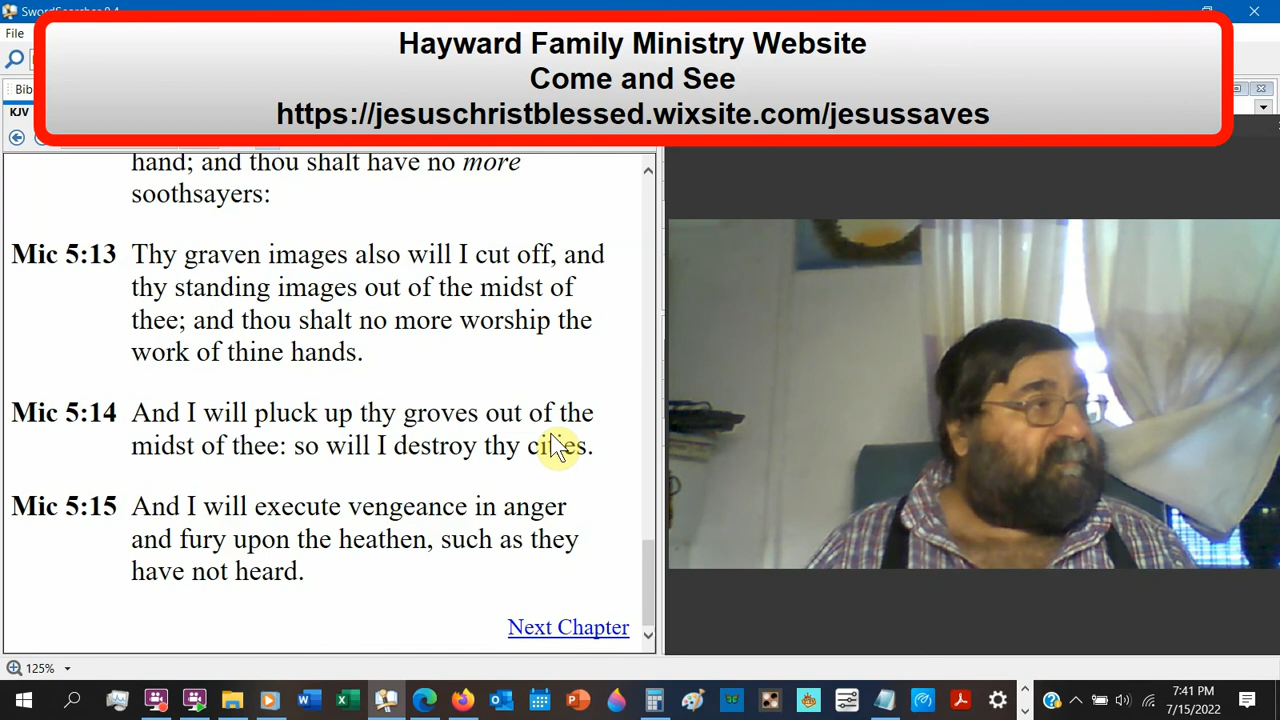 SwordSearcher 8.4
File
Hayward Family Ministry Website
Come and See
https://jesuschristblessed.wixsite.com/jesussaves
Bib
KJV
hand; and thou shalt have no more
soothsayers:
Mic 5:13 Thy graven images also will I cut off, and
thy standing images out of the midst of
thee; and thou shalt no more worship the
work of thine hands.
Mic 5:14 And I will pluck up thy groves out of the
midst of thee: so will I destroy thy cities.
Mic 5:15 And I will execute vengeance in anger
and fury upon the heathen, such as they
have not heard.
Next Chapter
125%
7:41 PM
7/15/2022